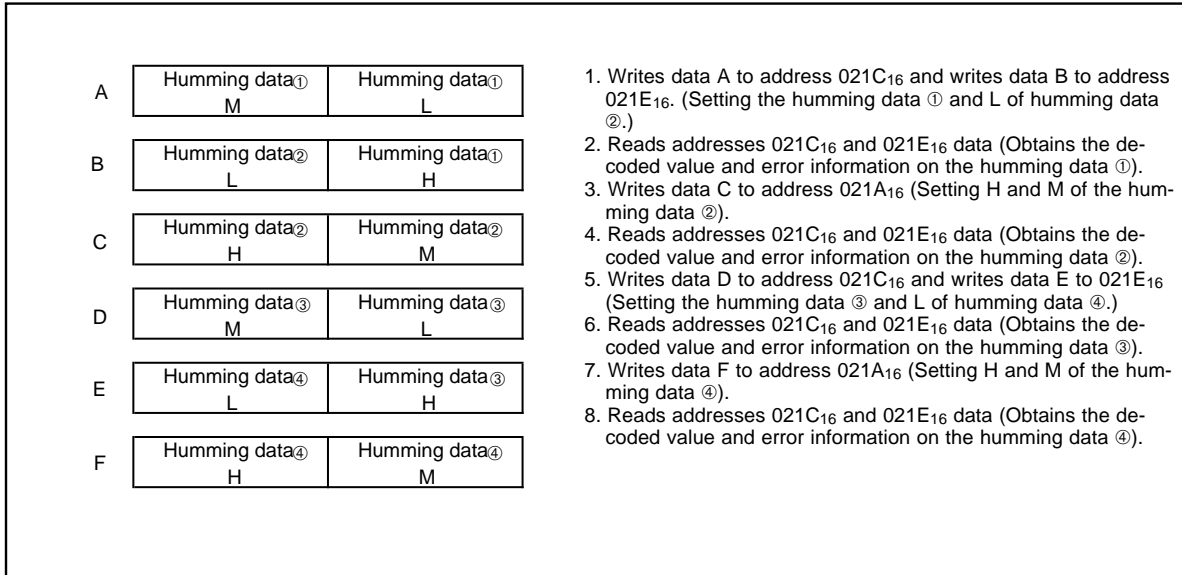 A
Humming data① Humming data①
M L
B
Humming data② Humming data①
L H
C
Humming data② Humming data②
H M
D
Humming data③ Humming data③
M L
E
Humming data④ Humming data③
L H
F
Humming data④ Humming data④
H M
1. Writes data A to address 021C16 and writes data B to address
021E16. (Setting the humming data ① and L of humming data
②.)
2. Reads addresses 021C16 and 021E16 data (Obtains the de-
coded value and error information on the humming data ①).
3. Writes data C to address 021A16 (Setting H and M of the hum-
ming data ②).
4. Reads addresses 021C16 and 021E16 data (Obtains the de-
coded value and error information on the humming data ②).
5. Writes data D to address 021C16 and writes data E to 021E16
(Setting the humming data ③ and L of humming data ④.)
6. Reads addresses 021C16 and 021E16 data (Obtains the de-
coded value and error information on the humming data ③).
7. Writes data F to address 021A16 (Setting H and M of the hum-
ming data ④).
8. Reads addresses 021C16 and 021E16 data (Obtains the de-
coded value and error information on the humming data ④).